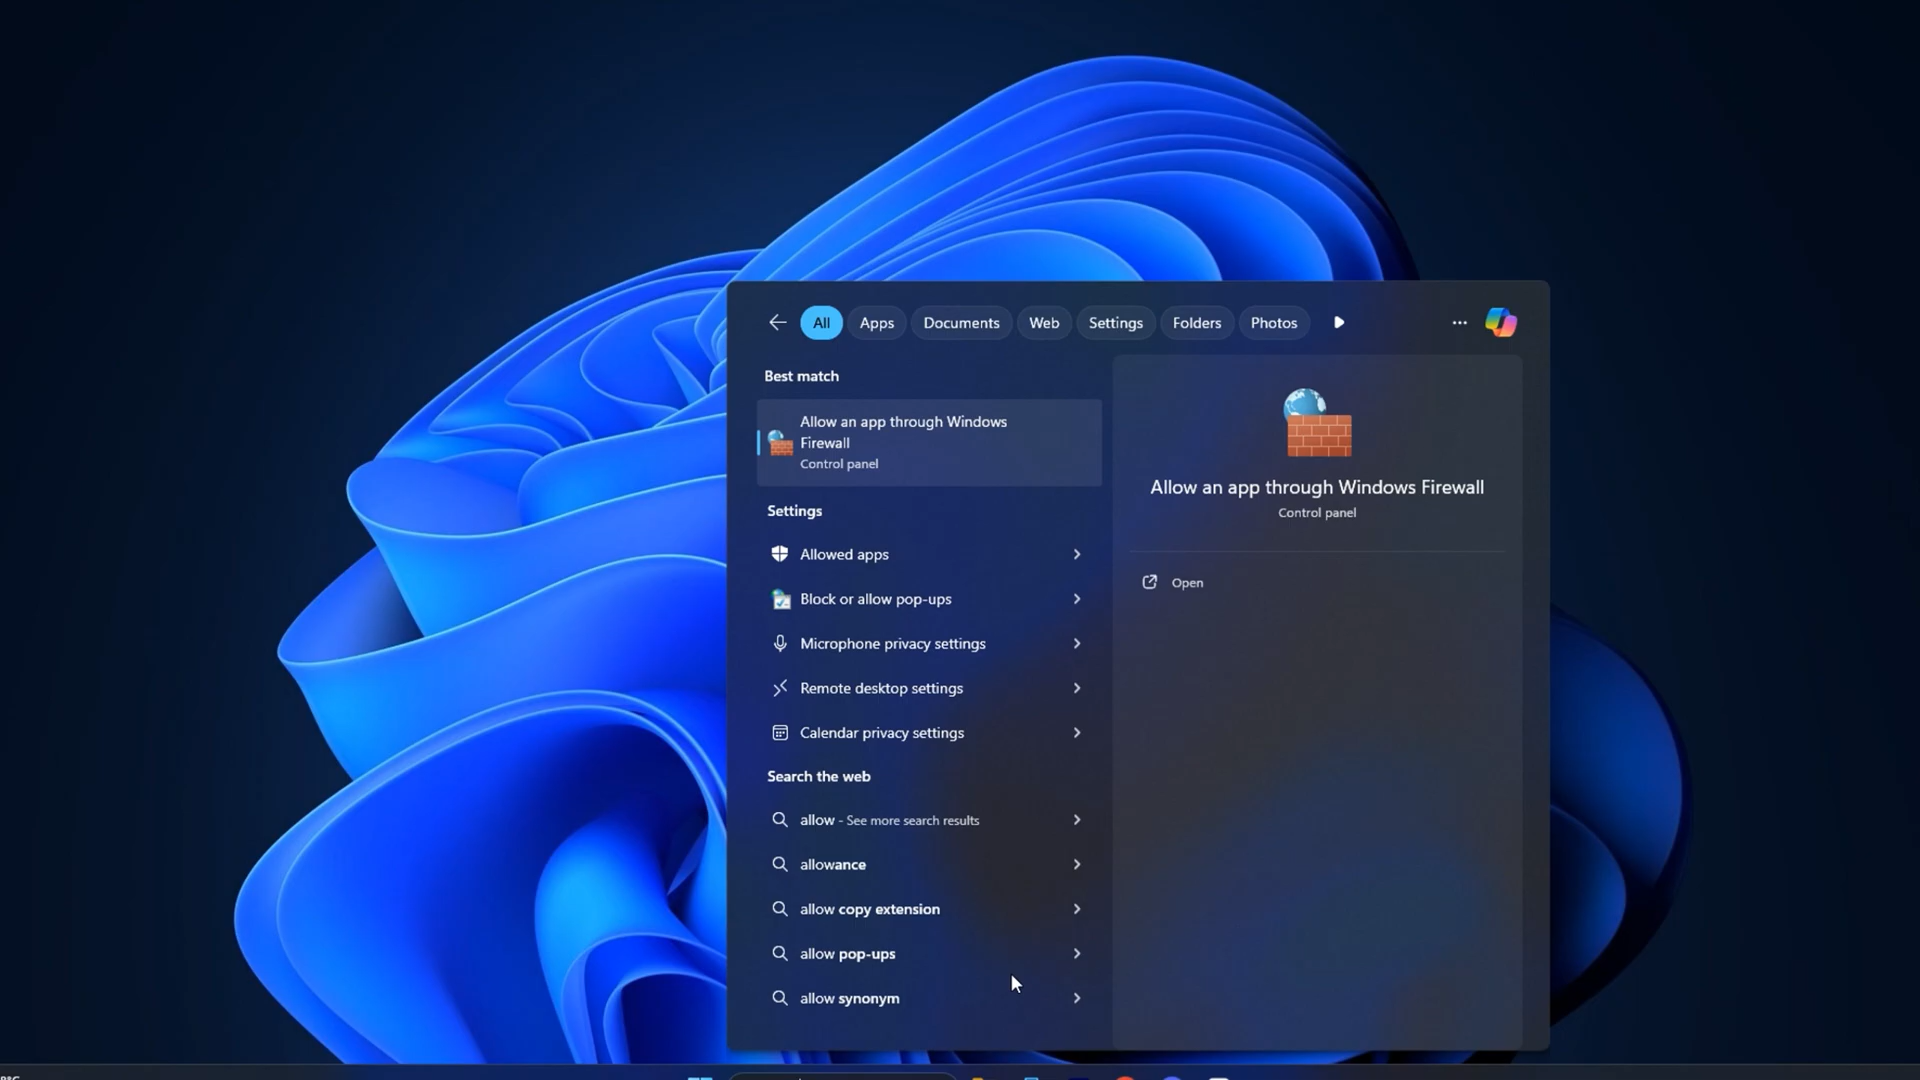 All Apps Documents Web Settings Folders Photos
Best match
Allow an app through Windows
Firewall
Control panel
Settings
Allowed apps
Block or allow pop-ups
Microphone privacy settings
Remote desktop settings
Calendar privacy settings
Search the web
allow - See more search results
allowance
allow copy extension
allow pop-ups
allow synonym
Allow an app through Windows Firewall
Control panel
Open